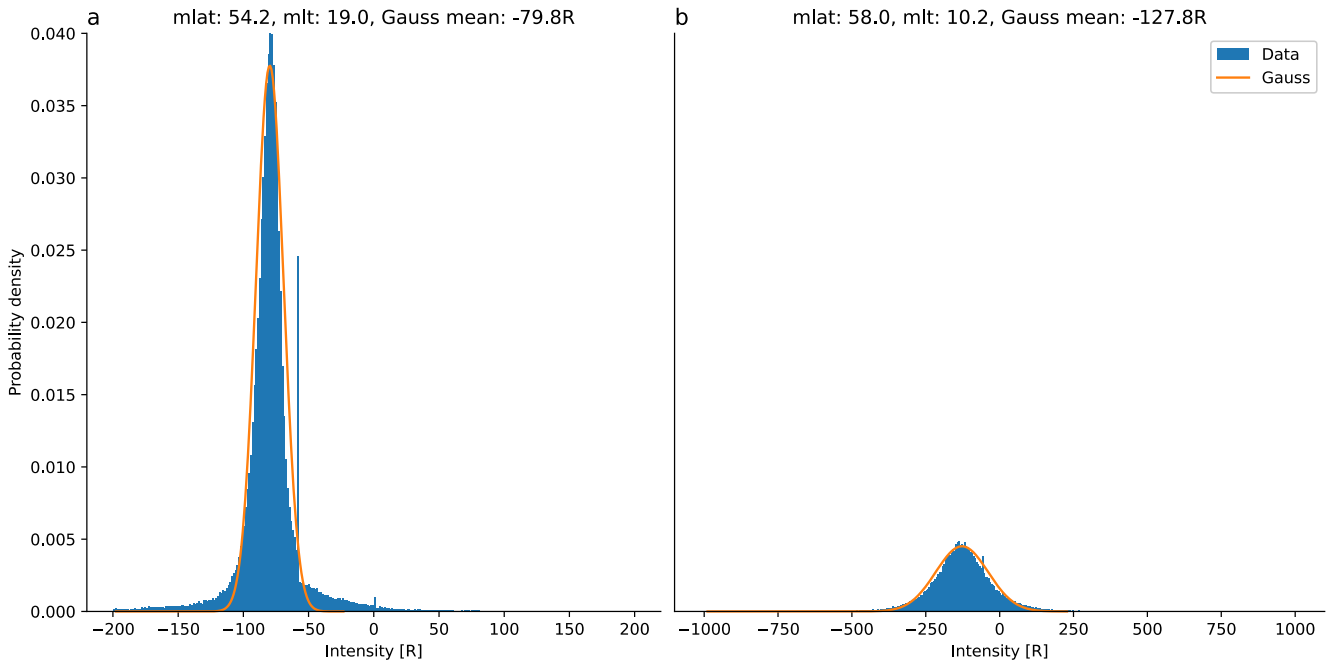 a
mlat: 54.2, mlt: 19.0, Gauss mean: -79.8R
0.040
0.035
0.030
0.025
0.020
0.015
0.010
0.005
0.000
Probability density
−200 −150 −100 −50 0 50 100 150 200
Intensity [R]
b
mlat: 58.0, mlt: 10.2, Gauss mean: -127.8R
Data
Gauss
−1000 −750 −500 −250 0 250 500 750 1000
Intensity [R]